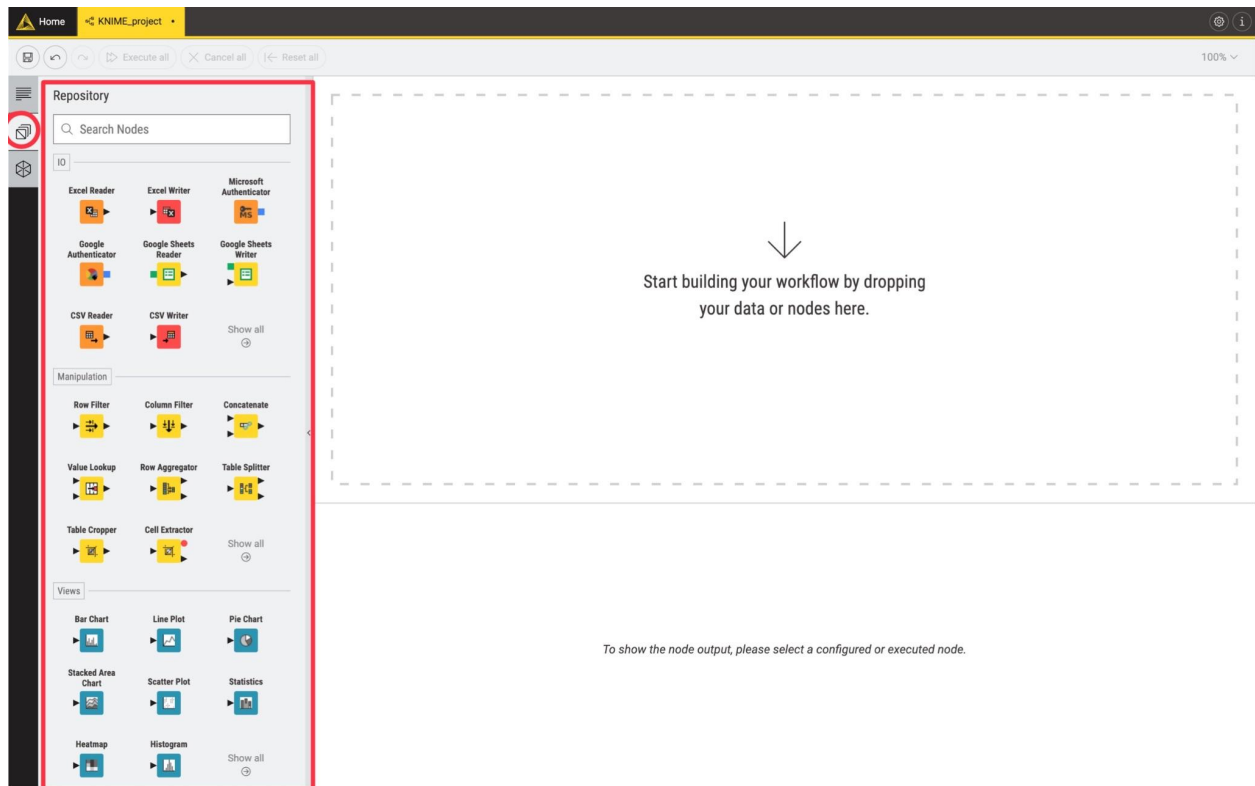 Home
KNIME_project
Execute all
Cancel all
Reset all
100%
Repository
Search Nodes
IO
Excel Reader
Excel Writer
Microsoft
Authenticator
MS
Google
Authenticator
Google Sheets
Reader
Google Sheets
Writer
CSV Reader
CSV Writer
Show all
Manipulation
Row Filter
Column Filter
Concatenate
Value Lookup
Row Aggregator
Table Splitter
Table Cropper
Cell Extractor
Show all
Views
Bar Chart
Line Plot
Pie Chart
Stacked Area
Chart
Scatter Plot
Statistics
Heatmap
Histogram
Show all
Start building your workflow by dropping
your data or nodes here.
To show the node output, please select a configured or executed node.